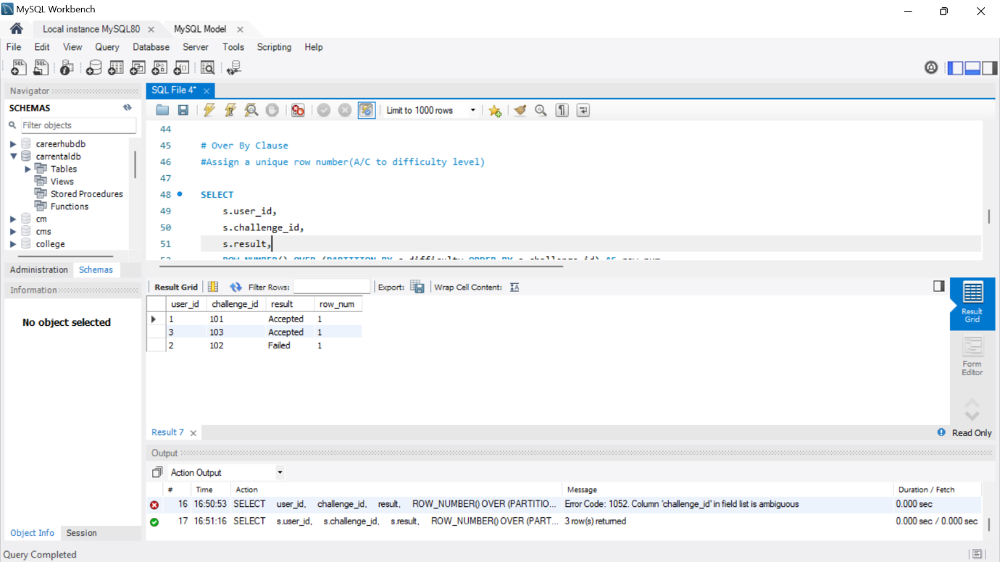 MySQL Workbench
Local instance MySQL80
MySQL Model
File Edit View Query Database Server Tools Scripting Help
Navigator
SCHEMAS
Filter objects
careerhubdb
carrentaldb
Tables
Views
Stored Procedures
Functions
cm
cms
college
Administration Schemas
Information
No object selected
Object Info Session
SQL File 4*
Limit to 1000 rows
44
45 # Over By Clause
46 #Assign a unique row number(A/C to difficulty level)
47
48 SELECT
49 s.user_id,
50 s.challenge_id,
51 s.result,
52 ROW_NUMBER() OVER (PARTITION BY s.difficulty ORDER BY s.challenge_id) AS row_num
Result Grid Filter Rows: Export: Wrap Cell Content:
user_id challenge_id result row_num
1 101 Accepted 1
3 103 Accepted 1
2 102 Failed 1
Result Grid
Form Editor
Result 7
Read Only
Output
Action Output
# Time Action Message Duration / Fetch
16 16:50:53 SELECT user_id, challenge_id, result, ROW_NUMBER() OVER (PARTITIO... Error Code: 1052. Column 'challenge_id' in field list is ambiguous 0.000 sec
17 16:51:16 SELECT s.user_id, s.challenge_id, s.result, ROW_NUMBER() OVER (PART... 3 row(s) returned 0.000 sec / 0.000 sec
Query Completed